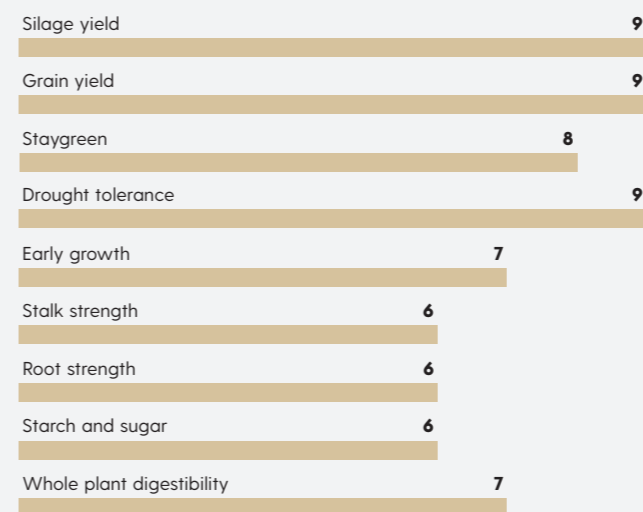 Silage yield 9
Grain yield 9
Staygreen 8
Drought tolerance 9
Early growth 7
Stalk strength 6
Root strength 6
Starch and sugar 6
Whole plant digestibility 7